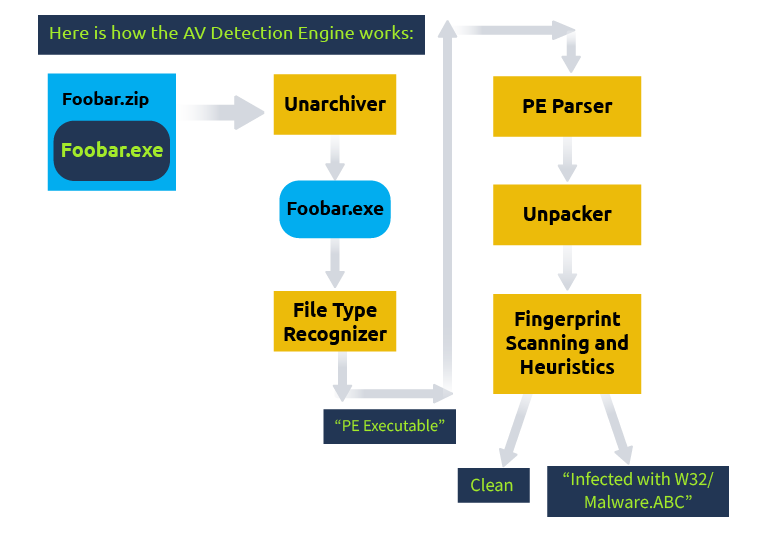 Here is how the AV Detection Engine works:
Foobar.zip
Foobar.exe
Unarchiver
Foobar.exe
File Type
Recognizer
“PE Executable”
PE Parser
Unpacker
Fingerprint
Scanning and
Heuristics
Clean
“Infected with W32/
Malware.ABC”